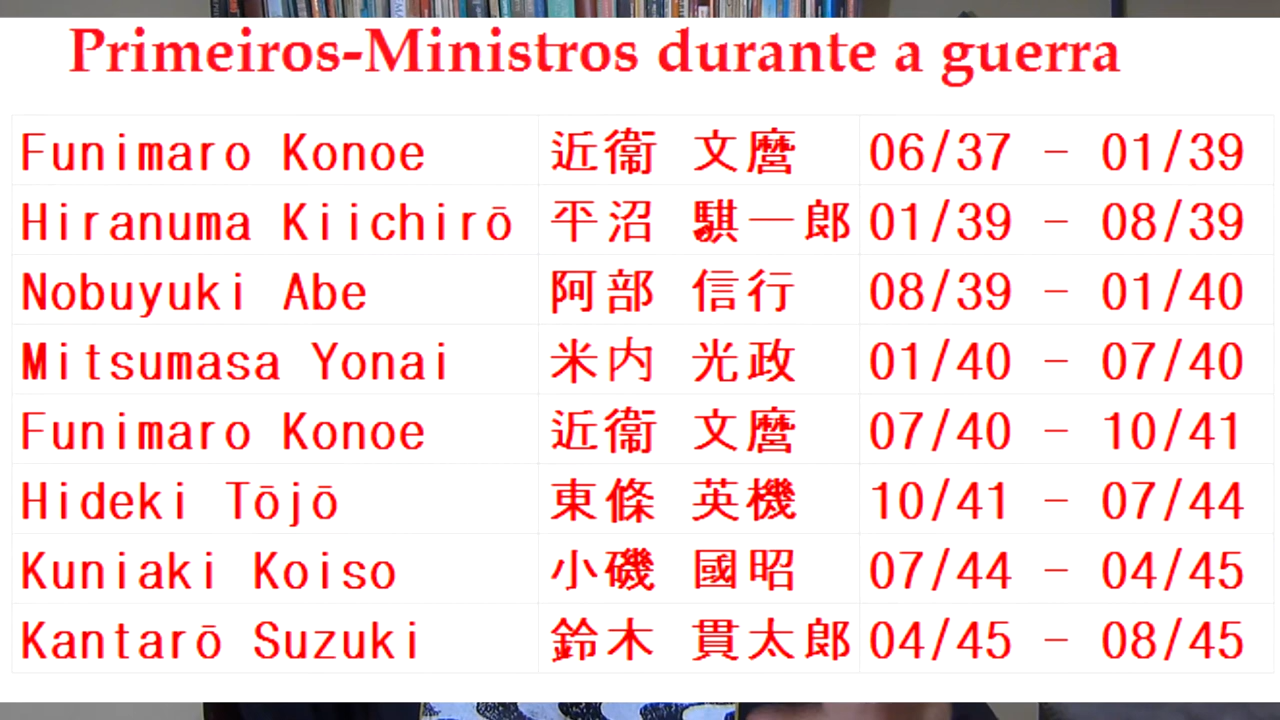 Primeiros-Ministros durante a guerra
Funimaro Konoe 近衞 文麿 06/37 - 01/39
Hiranuma Kiichirō 平沼 騏一郎 01/39 - 08/39
Nobuyuki Abe 阿部 信行 08/39 - 01/40
Mitsumasa Yonai 米内 光政 01/40 - 07/40
Funimaro Konoe 近衞 文麿 07/40 - 10/41
Hideki Tōjō 東條 英機 10/41 - 07/44
Kuniaki Koiso 小磯 國昭 07/44 - 04/45
Kantarō Suzuki 鈴木 貫太郎 04/45 - 08/45